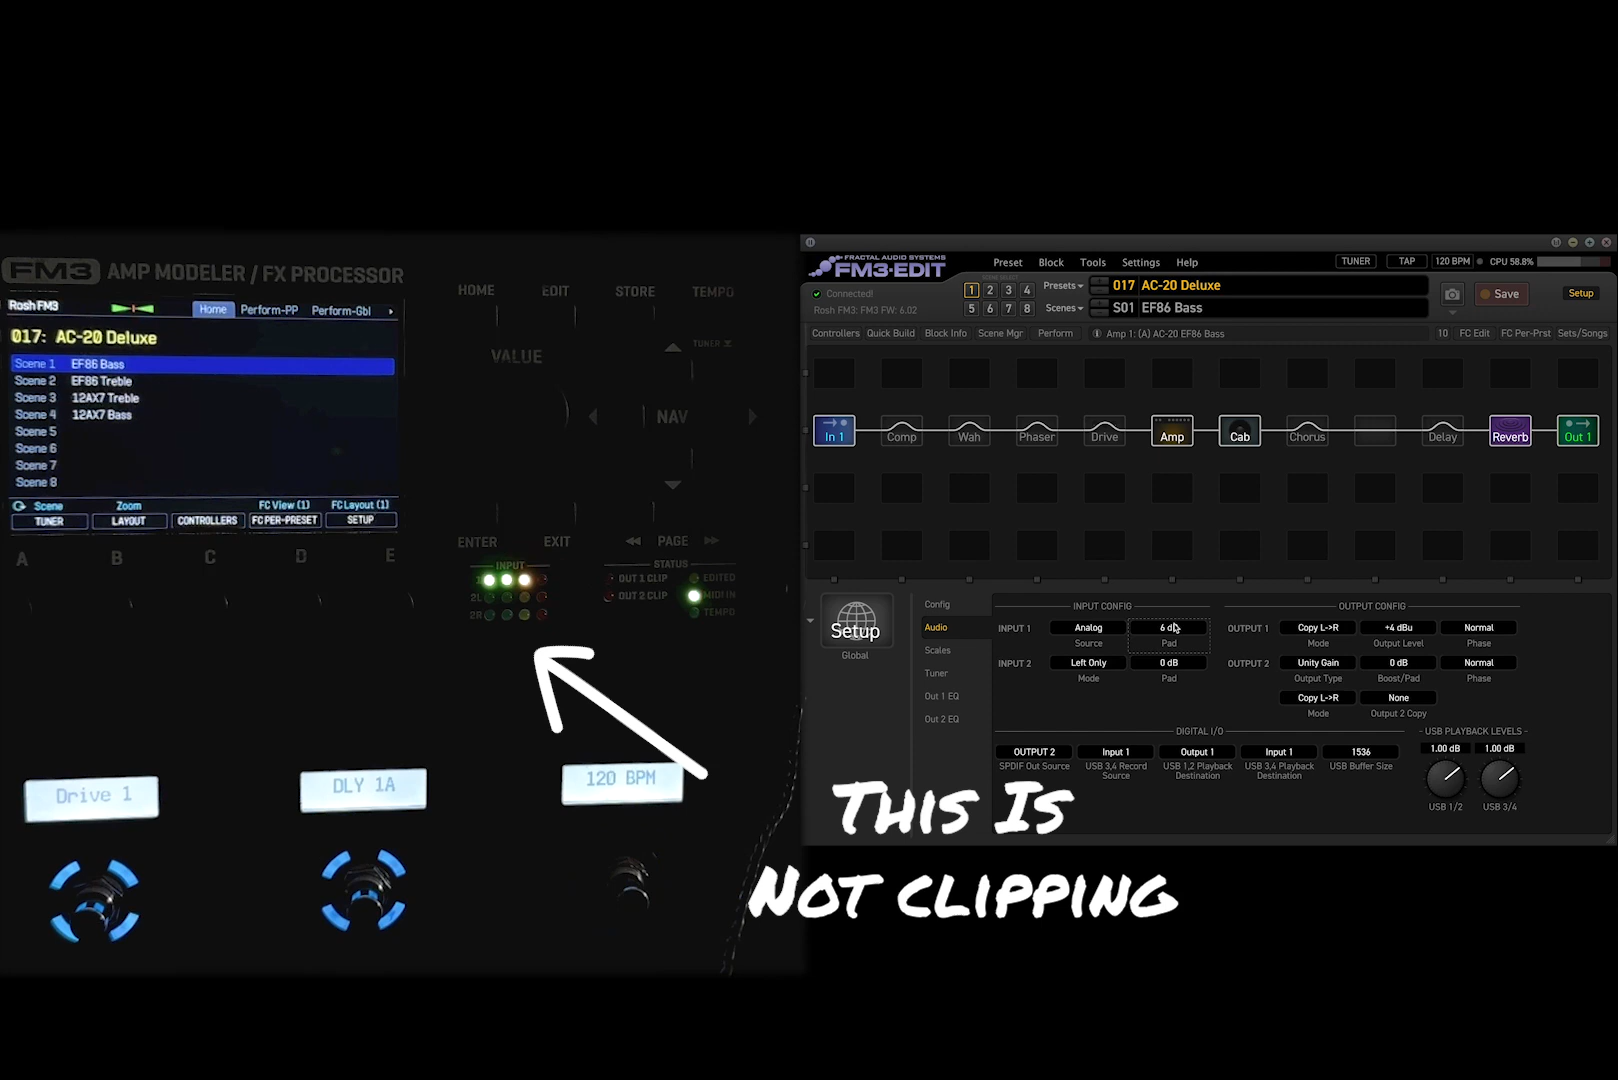 FM3 AMP MODELER / FX PROCESSOR
Rosh FM3 Home Perform-PP Perform-Gbl
017: AC-20 Deluxe
Scene 1 EF86 Bass
Scene 2 EF86 Treble
Scene 3 12AX7 Treble
Scene 4 12AX7 Bass
Scene 5
Scene 6
Scene 7
Scene 8
Scene Zoom FC View (1) FC Layout (1)
TUNER LAYOUT CONTROLLERS FC PER-PRESET SETUP
A B C D E
HOME EDIT STORE TEMPO
VALUE
TUNER
NAV
ENTER EXIT PAGE
INPUT STATUS
1 OUT 1 CLIP EDITED
2L OUT 2 CLIP MIDI IN
2R TEMPO
Drive 1 DLY 1A 120 BPM
FRACTAL AUDIO SYSTEMS
FM3-EDIT
Preset Block Tools Settings Help
TUNER TAP 120 BPM CPU 58.8%
Connected!
Rosh FM3: FM3 FW: 6.02
SCENE SELECT
1 2 3 4
5 6 7 8
Presets 017 AC-20 Deluxe
Scenes S01 EF86 Bass
Save Setup
Controllers Quick Build Block Info Scene Mgr Perform Amp 1: (A) AC-20 EF86 Bass 10 FC Edit FC Per-Prst Sets/Songs
In 1 Comp Wah Phaser Drive Amp Cab Chorus Delay Reverb Out 1
Setup
Global
Config
Audio
Scales
Tuner
Out 1 EQ
Out 2 EQ
INPUT CONFIG
INPUT 1 Analog 6 dB
Source Pad
INPUT 2 Left Only 0 dB
Mode Pad
OUTPUT CONFIG
OUTPUT 1 Copy L->R +4 dBu Normal
Mode Output Level Phase
OUTPUT 2 Unity Gain 0 dB Normal
Output Type Boost/Pad Phase
Copy L->R None
Mode Output 2 Copy
DIGITAL I/O
OUTPUT 2 Input 1 Output 1 Input 1 1536
SPDIF Out Source USB 3,4 Record Source USB 1,2 Playback Destination USB 3,4 Playback Destination USB Buffer Size
USB PLAYBACK LEVELS
1.00 dB 1.00 dB
USB 1/2 USB 3/4
THIS IS
NOT CLIPPING